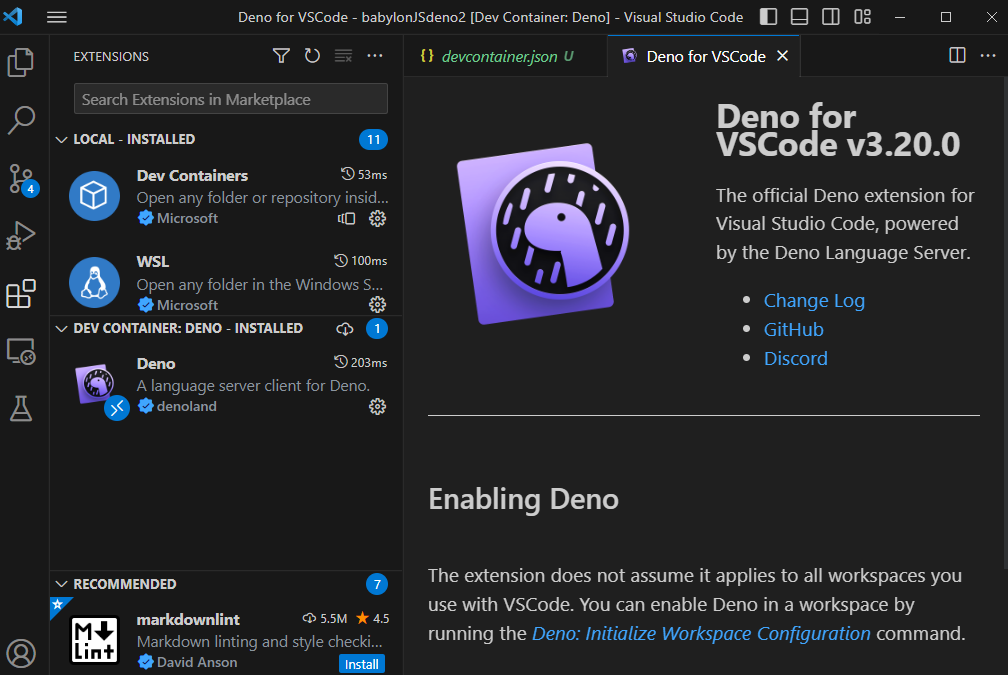 Deno for VSCode - babylonJSdeno2 [Dev Container: Deno] - Visual Studio Code
EXTENSIONS
Search Extensions in Marketplace
LOCAL - INSTALLED 11
Dev Containers 53ms
Open any folder or repository insid...
Microsoft
WSL 100ms
Open any folder in the Windows S...
Microsoft
DEV CONTAINER: DENO - INSTALLED 1
Deno 203ms
A language server client for Deno.
denoland
RECOMMENDED 7
M Lint
markdownlint 5.5M 4.5
Markdown linting and style checki...
David Anson Install
4
{} devcontainer.json U
Deno for VSCode
Deno for
VSCode v3.20.0
The official Deno extension for
Visual Studio Code, powered
by the Deno Language Server.
Change Log
GitHub
Discord
Enabling Deno
The extension does not assume it applies to all workspaces you
use with VSCode. You can enable Deno in a workspace by
running the Deno: Initialize Workspace Configuration command.